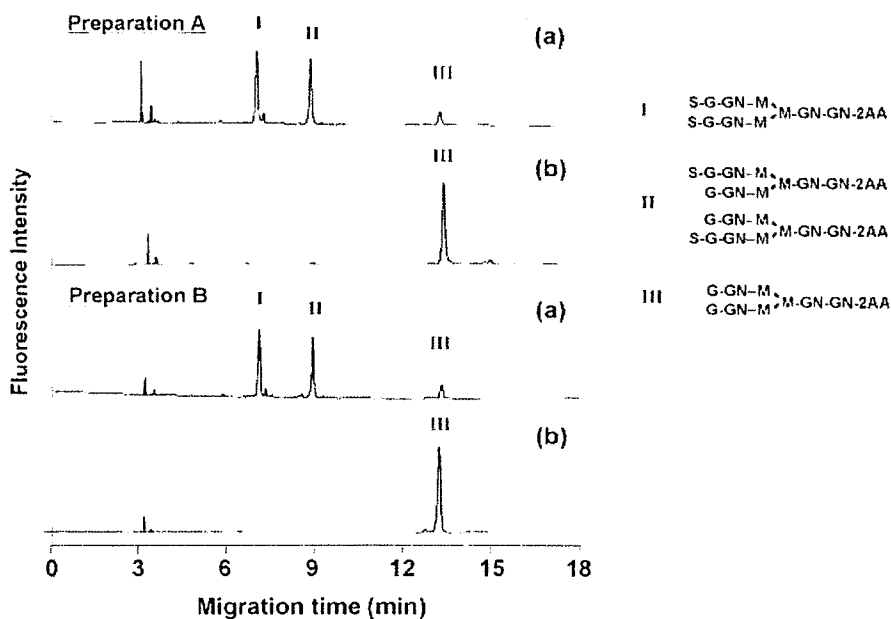 Preparation A
I
II
III
(a)
III
(b)
Preparation B
I
II
III
(a)
III
(b)
Fluorescence Intensity
0 3 6 9 12 15 18
Migration time (min)
I
S-G-GN-M
S-G-GN-M
M-GN-GN-2AA
II
S-G-GN-M
G-GN-M
M-GN-GN-2AA
G-GN-M
S-G-GN-M
M-GN-GN-2AA
III
G-GN-M
G-GN-M
M-GN-GN-2AA